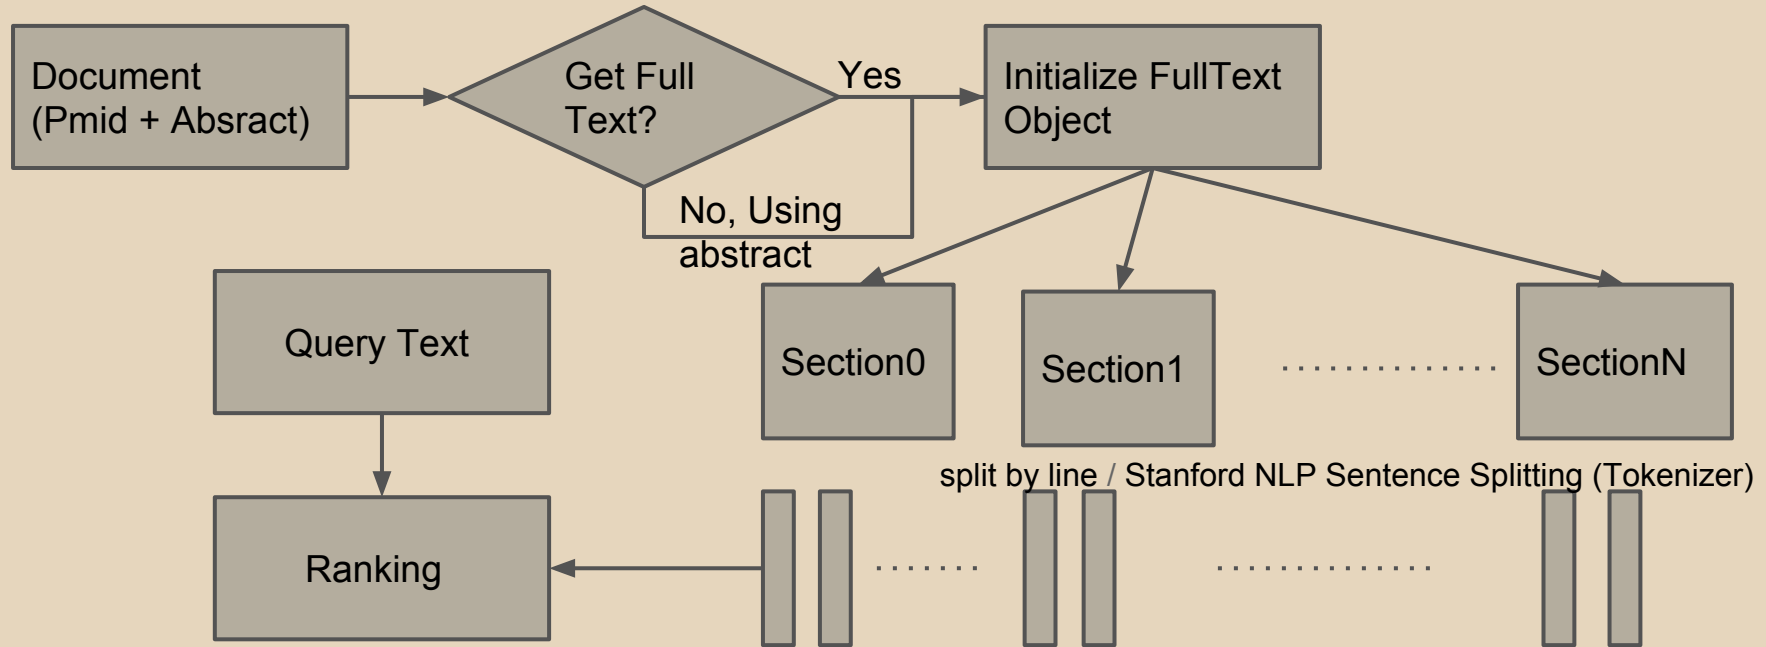 Document
(Pmid + Absract)
Get Full
Text?
Yes
Initialize FullText
Object
No, Using
abstract
Query Text
Section0
Section1
SectionN
split by line / Stanford NLP Sentence Splitting (Tokenizer)
Ranking